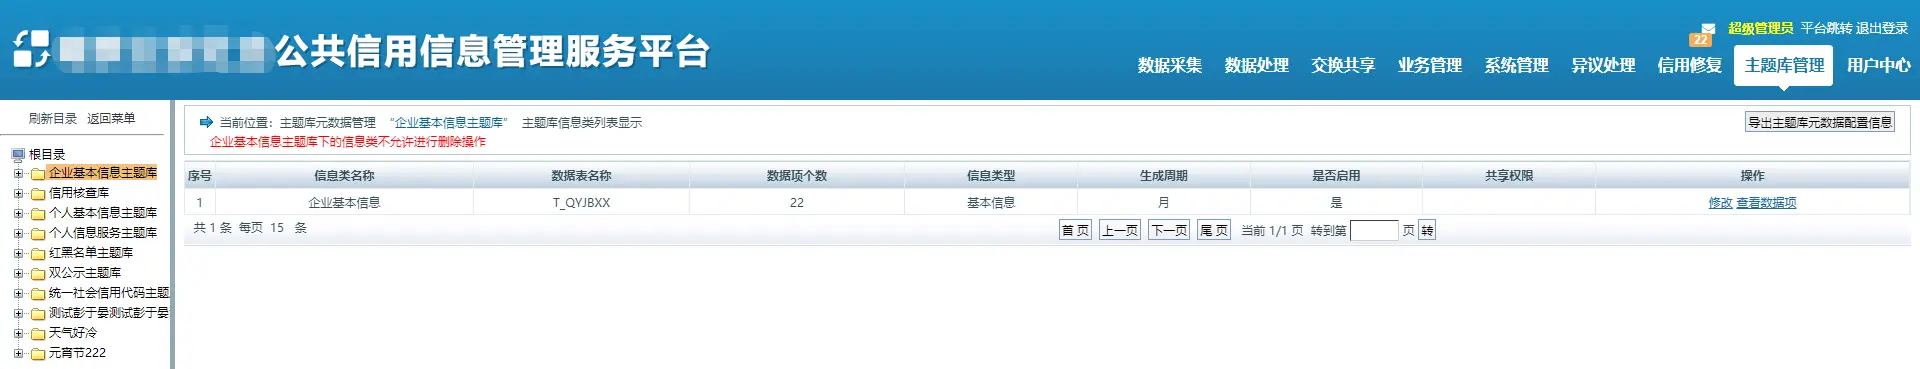 公共信用信息管理服务平台
22
超级管理员 平台跳转 退出登录
数据采集 数据处理 交换共享 业务管理 系统管理 异议处理 信用修复 主题库管理 用户中心
刷新目录 返回菜单
根目录
企业基本信息主题库
信用核查库
个人基本信息主题库
个人信息服务主题库
红黑名单主题库
双公示主题库
统一社会信用代码主题
测试彭于晏测试彭于晏
天气好冷
元宵节222
当前位置：主题库元数据管理 “企业基本信息主题库” 主题库信息类列表显示
企业基本信息主题库下的信息类不允许进行删除操作
导出主题库元数据配置信息
序号 信息类名称 数据表名称 数据项个数 信息类型 生成周期 是否启用 共享权限 操作
1 企业基本信息 T_QYJBXX 22 基本信息 月 是 修改 查看数据项
共 1 条 每页 15 条 首 页 上一页 下一页 尾 页 当前 1/1 页 转到第 页 转